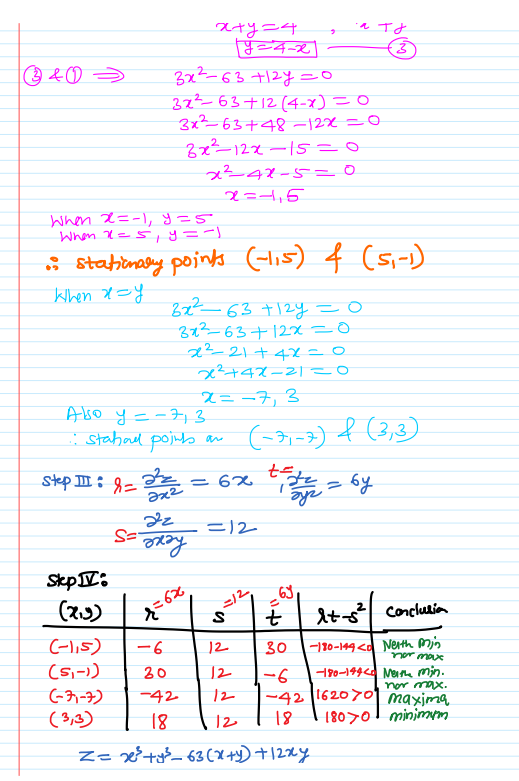 x+y=4 , x=y
y=4-x ③
③ & ① ⇒ 3x²-63+12y=0
3x²-63+12(4-x)=0
3x²-63+48-12x=0
3x²-12x-15=0
x²-4x-5=0
x=-1,5
When x=-1, y=5
When x=5, y=-1
∴ stationary points (-1,5) & (5,-1)
When x=y
3x²-63+12y=0
3x²-63+12x=0
x²-21+4x=0
x²+4x-21=0
x=-7,3
Also y=-7,3
∴ stationd points are (-7,-7) & (3,3)
Step III: r=∂²z/∂x²=6x, t=∂²z/∂y²=6y
s=∂²z/∂x∂y=12
Step IV:
(x,y) r=6x s=12 t=6y rt-s² Conclusion
(-1,5) -6 12 30 -180-144<0 Neith min nor max
(5,-1) 30 12 -6 -180-144<0 Neith min. nor max.
(-7,-7) -42 12 -42 1620>0 maxima
(3,3) 18 12 18 180>0 minimum
z=x³+y³-63(x+y)+12xy